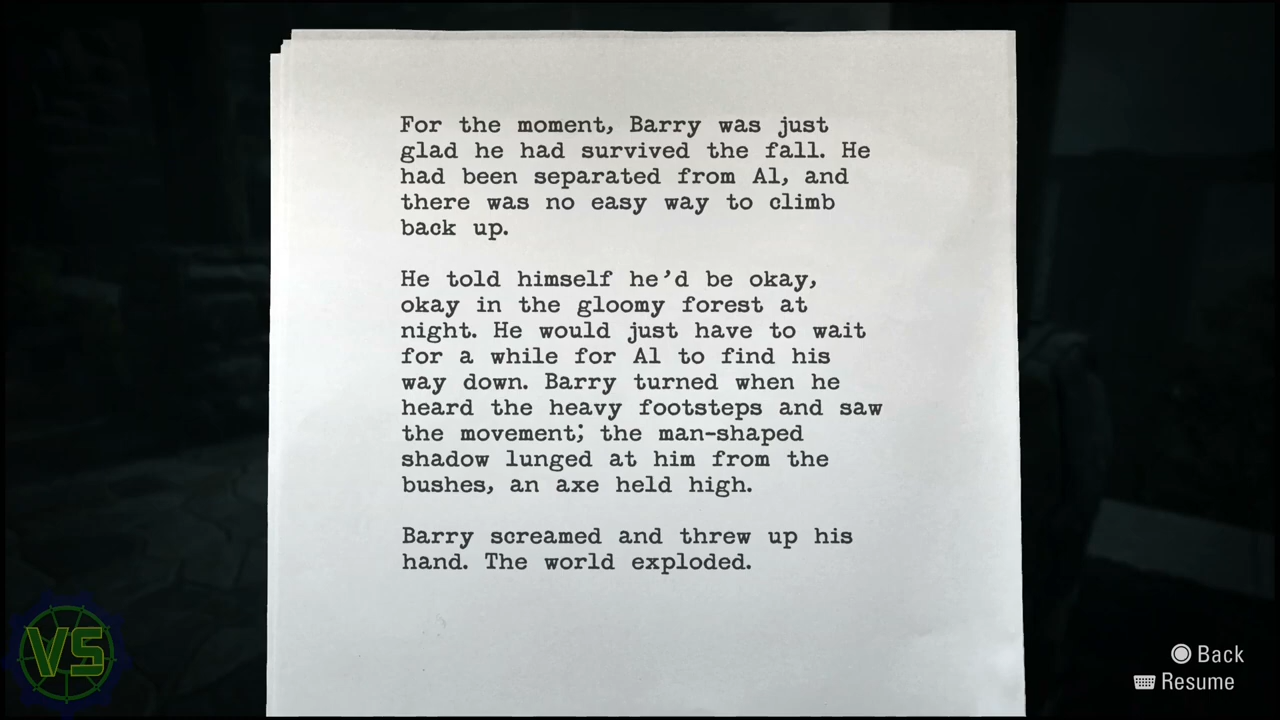 For the moment, Barry was just
glad he had survived the fall. He
had been separated from Al, and
there was no easy way to climb
back up.
He told himself he’d be okay,
okay in the gloomy forest at
night. He would just have to wait
for a while for Al to find his
way down. Barry turned when he
heard the heavy footsteps and saw
the movement; the man-shaped
shadow lunged at him from the
bushes, an axe held high.
Barry screamed and threw up his
hand. The world exploded.
VS
Back
Resume